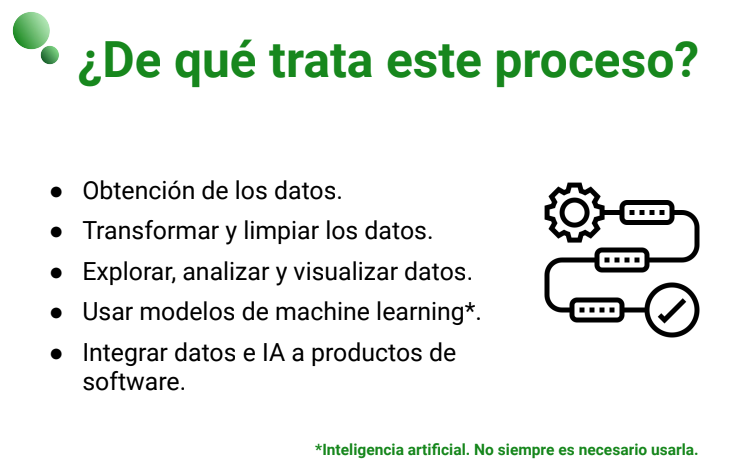 ¿De qué trata este proceso?
● Obtención de los datos.
● Transformar y limpiar los datos.
● Explorar, analizar y visualizar datos.
● Usar modelos de machine learning*.
● Integrar datos e IA a productos de
software.
*Inteligencia artificial. No siempre es necesario usarla.